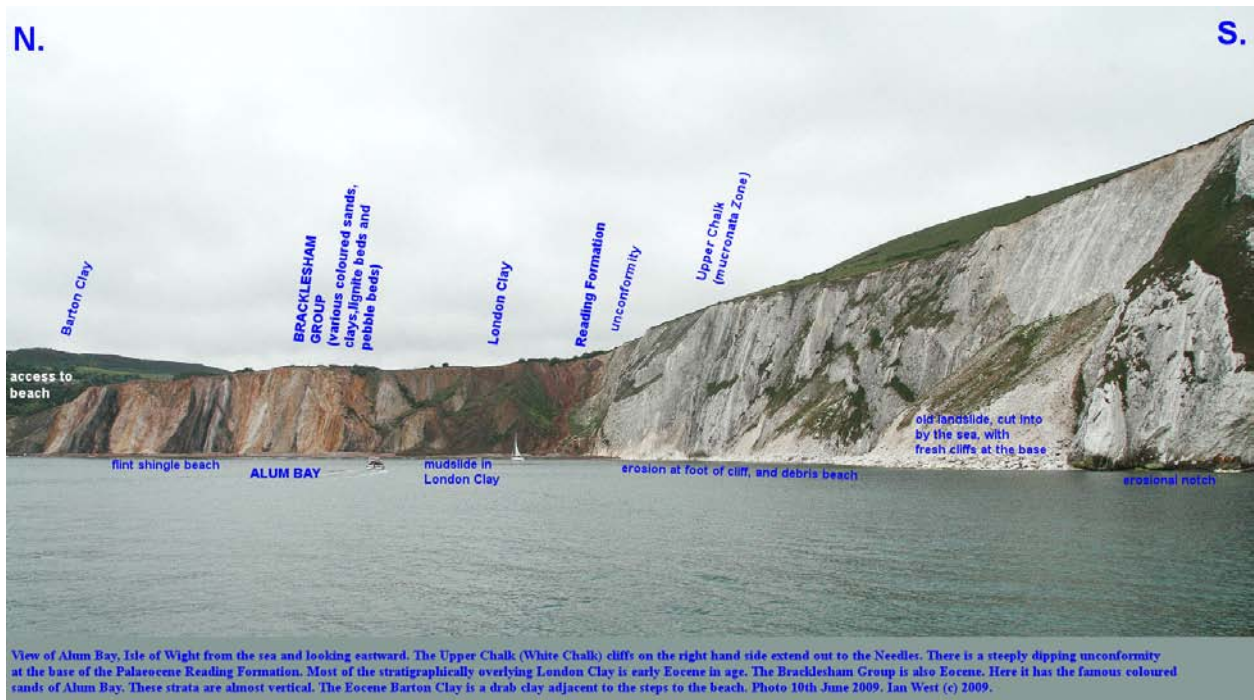 N.
S.
Barton Clay
BRACKLESHAM
GROUP
(various coloured sands,
clays,lignite beds and
pebble beds)
London Clay
Reading Formation
unconformity
Upper Chalk
(mucronata Zone)
access to
beach
old landslide, cut into
by the sea, with
fresh cliffs at the base
flint shingle beach
ALUM BAY
mudslide in
London Clay
erosion at foot of cliff, and debris beach
erosional notch
View of Alum Bay, Isle of Wight from the sea and looking eastward. The Upper Chalk (White Chalk) cliffs on the right hand side extend out to the Needles. There is a steeply dipping unconformity
at the base of the Palaeocene Reading Formation. Most of the stratigraphically overlying London Clay is early Eocene in age. The Bracklesham Group is also Eocene. Here it has the famous coloured
sands of Alum Bay. These strata are almost vertical. The Eocene Barton Clay is a drab clay adjacent to the steps to the beach. Photo 10th June 2009. Ian West (c) 2009.